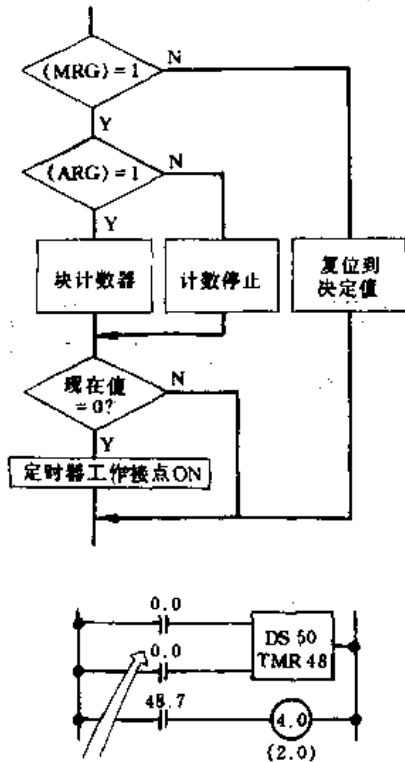 (MRG)=1
N
Y
(ARG)=1
N
Y
块计数器
计数停止
复位到
决定值
现在值
=0?
N
Y
定时器工作接点ON
0.0
DS 50
TMR 48
0.0
48.7
4.0
(2.0)